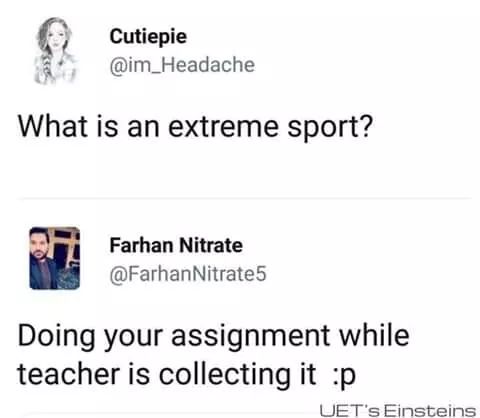 Cutiepie
@im_Headache
What is an extreme sport?
Farhan Nitrate
@FarhanNitrate5
Doing your assignment while
teacher is collecting it :p
UET's Einsteins